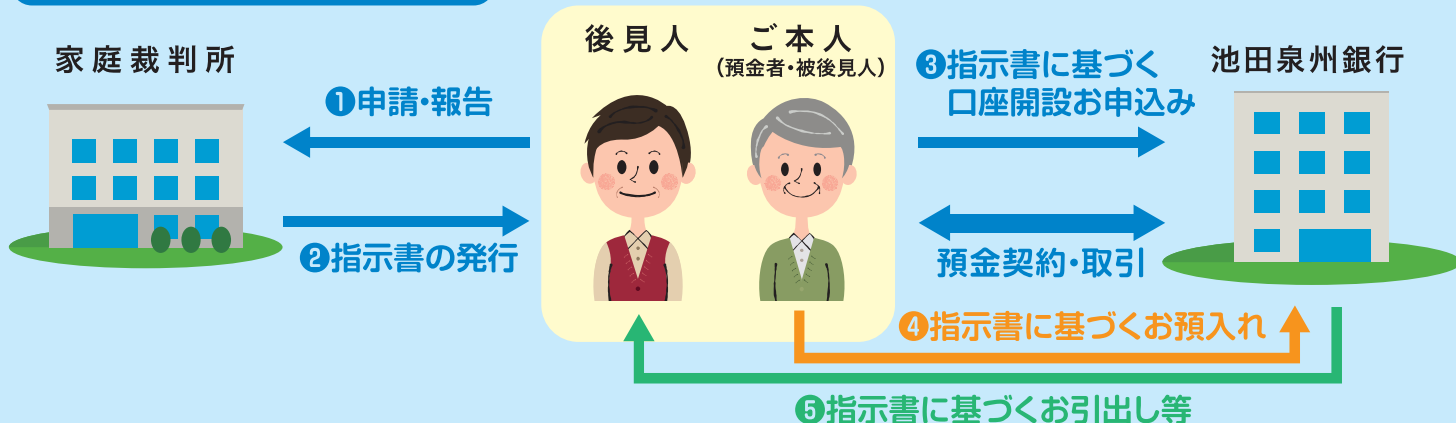 家庭裁判所
後見人
ご本人
(預金者・被後見人)
池田泉州銀行
❶申請・報告
❷指示書の発行
❸指示書に基づく
口座開設お申込み
預金契約・取引
❹指示書に基づくお預入れ
❺指示書に基づくお引出し等